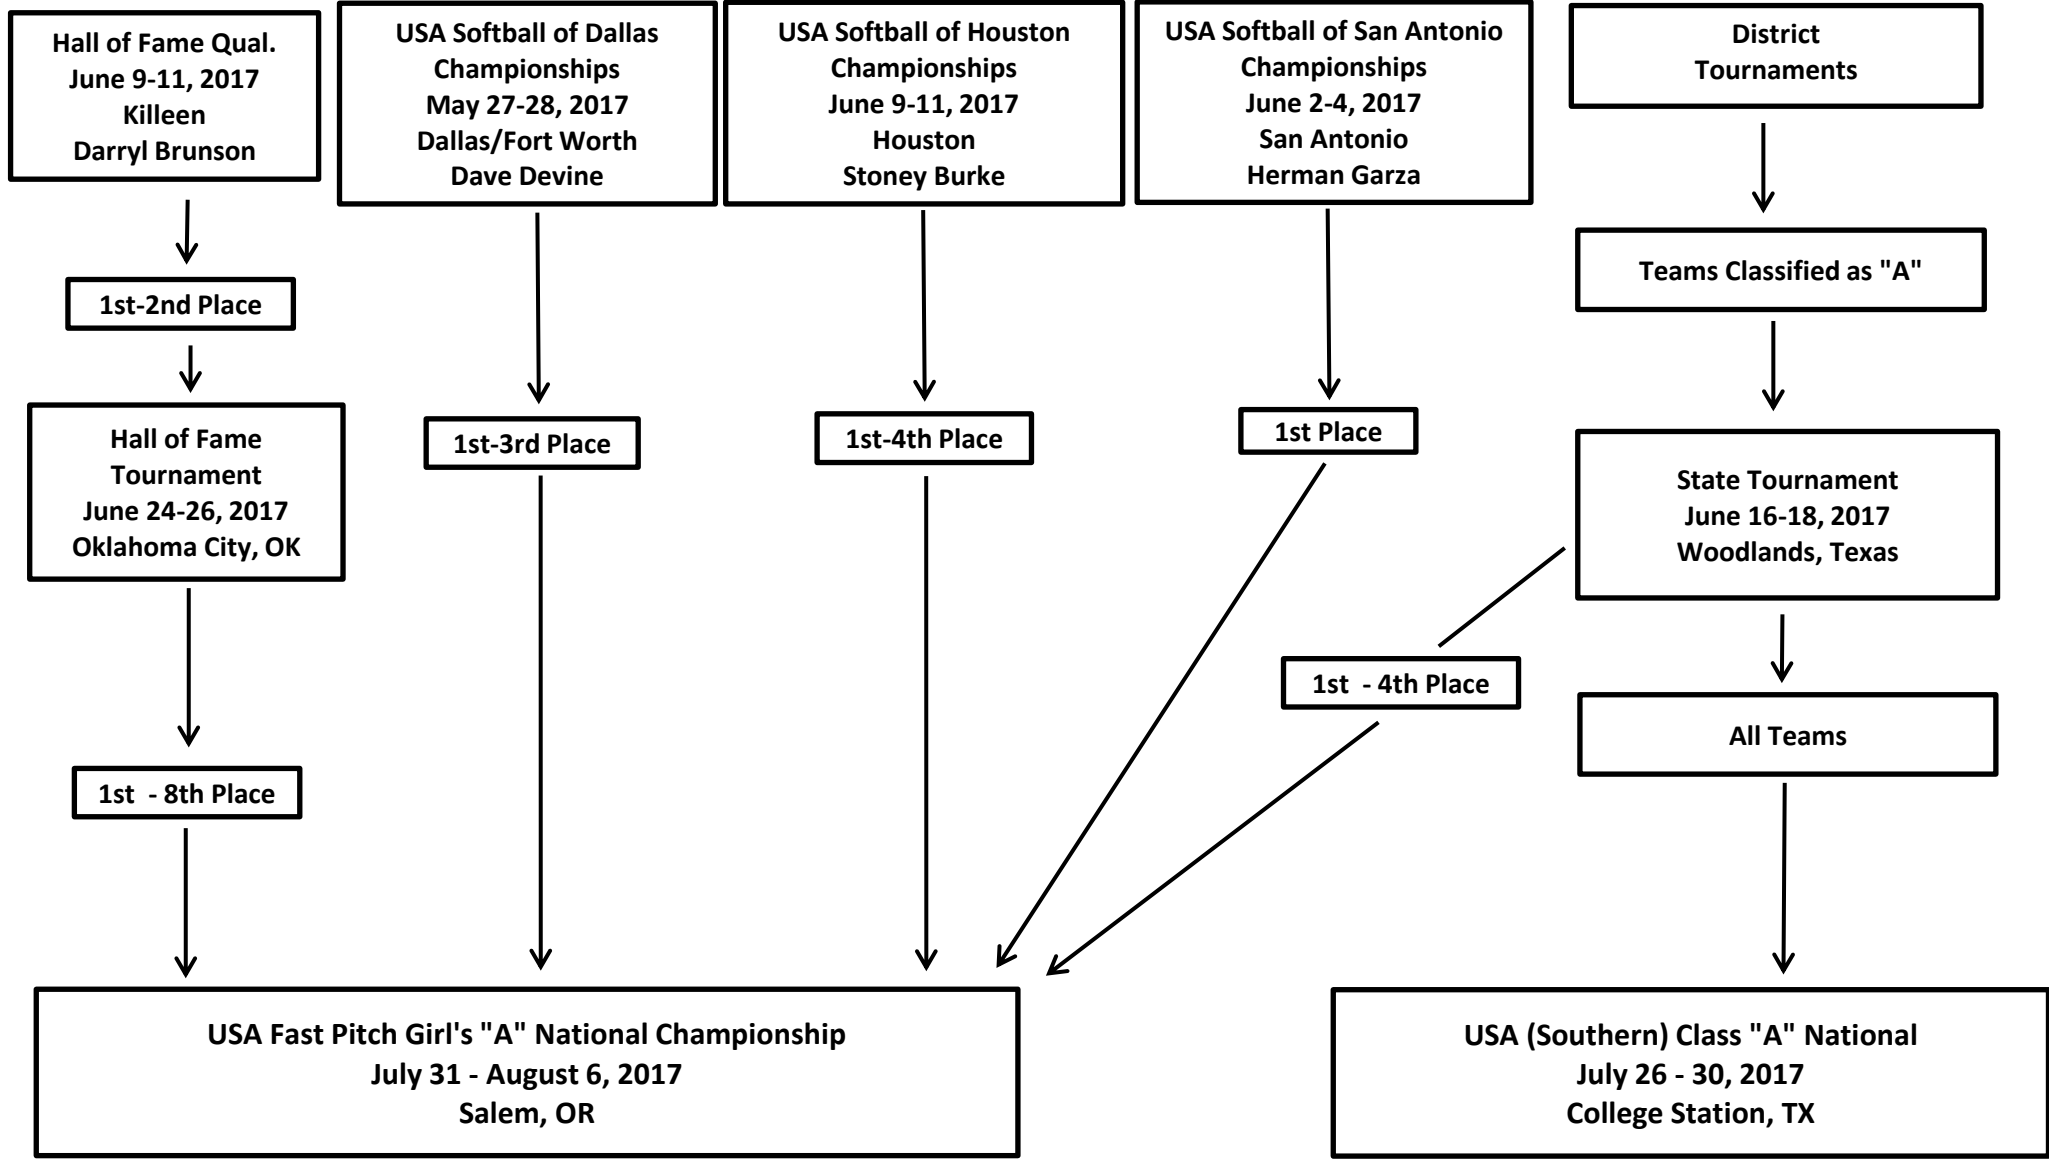 Hall of Fame Qual.
June 9-11, 2017
Killeen
Darryl Brunson
USA Softball of Dallas
Championships
May 27-28, 2017
Dallas/Fort Worth
Dave Devine
USA Softball of Houston
Championships
June 9-11, 2017
Houston
Stoney Burke
USA Softball of San Antonio
Championships
June 2-4, 2017
San Antonio
Herman Garza
District
Tournaments
Teams Classified as "A"
1st-2nd Place
Hall of Fame
Tournament
June 24-26, 2017
Oklahoma City, OK
1st-3rd Place
1st-4th Place
1st Place
State Tournament
June 16-18, 2017
Woodlands, Texas
1st - 4th Place
All Teams
1st - 8th Place
USA Fast Pitch Girl's "A" National Championship
July 31 - August 6, 2017
Salem, OR
USA (Southern) Class "A" National
July 26 - 30, 2017
College Station, TX